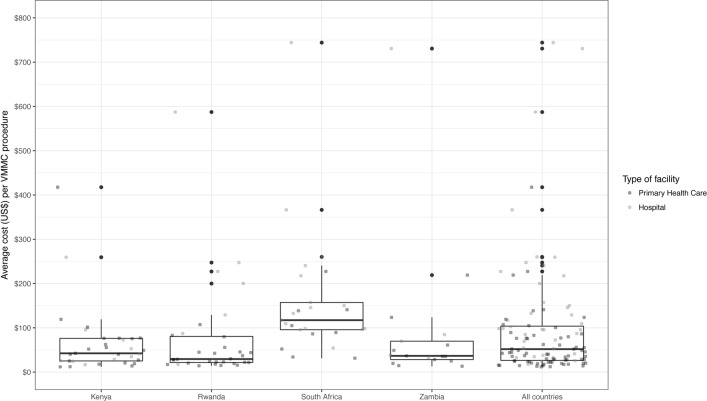 $800
$700
$600
$500
$400
$300
$200
$100
$0
Average cost (US$) per VMMC procedure
Kenya
Rwanda
South Africa
Zambia
All countries
Type of facility
Primary Health Care
Hospital